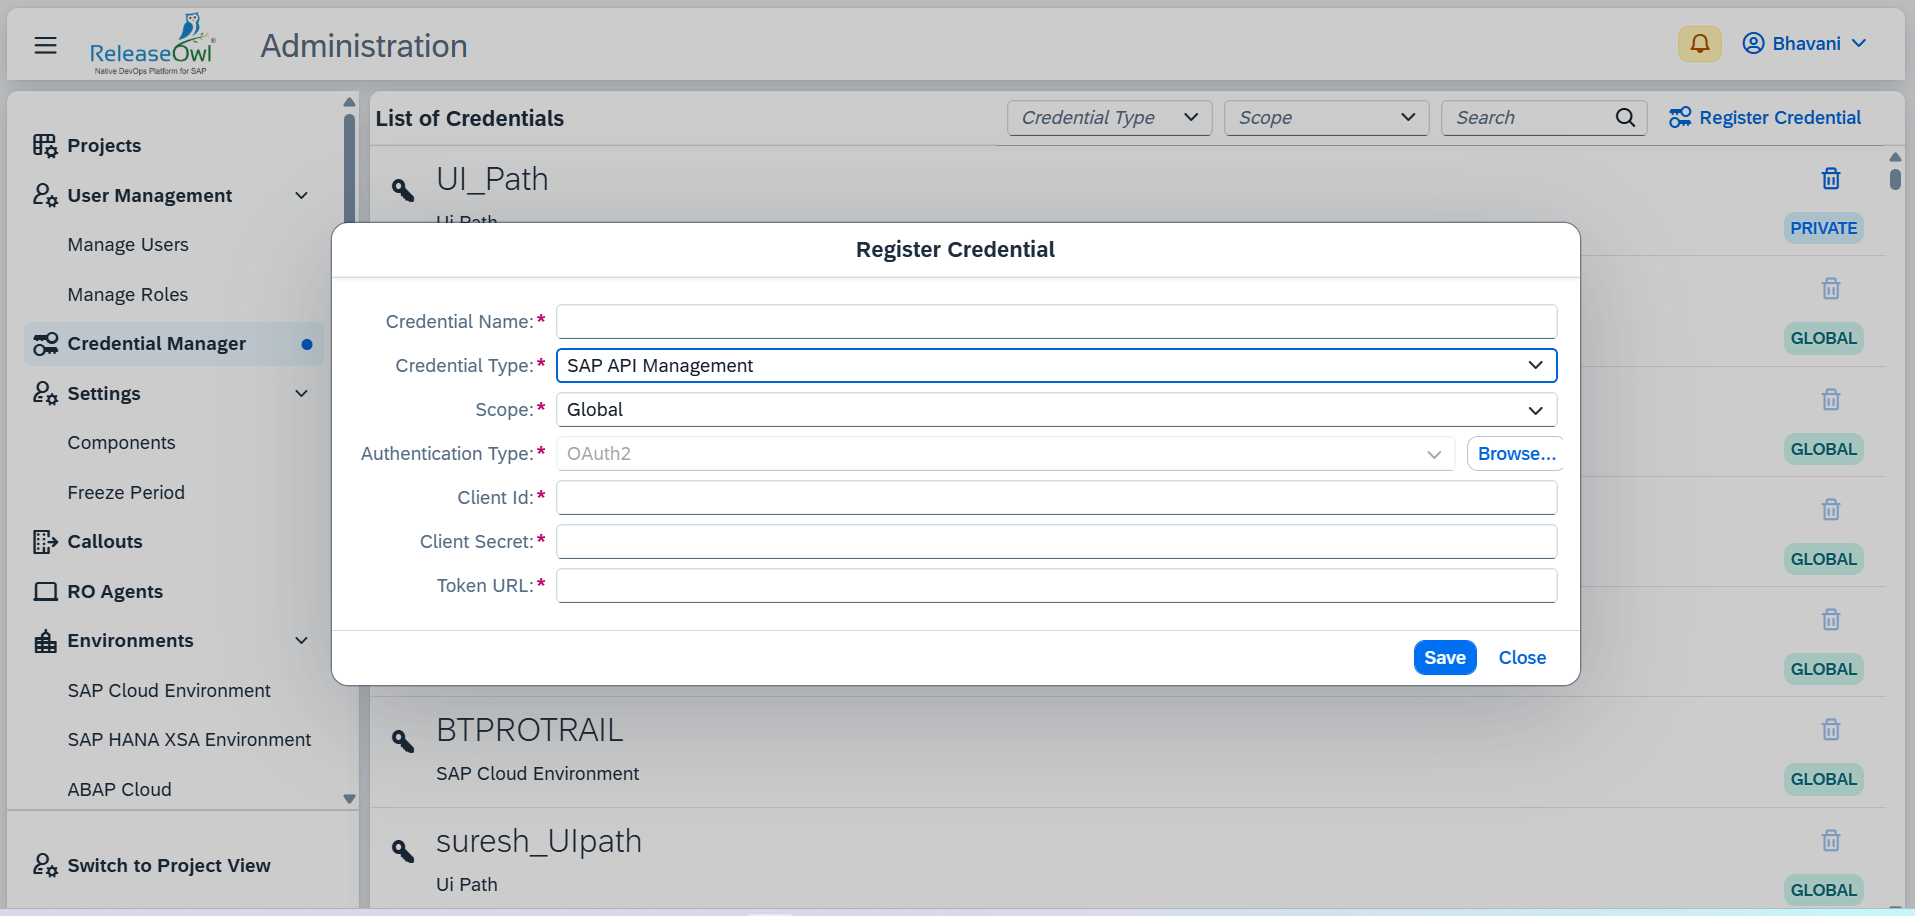 ReleaseOwl®
Native DevOps Platform for SAP
Administration
Bhavani
Projects
User Management
Manage Users
Manage Roles
Credential Manager
Settings
Components
Freeze Period
Callouts
RO Agents
Environments
SAP Cloud Environment
SAP HANA XSA Environment
ABAP Cloud
Switch to Project View
List of Credentials
Credential Type
Scope
Search
Register Credential
UI_Path
Ui Path
PRIVATE
GLOBAL
GLOBAL
GLOBAL
GLOBAL
Register Credential
Credential Name:*
Credential Type:* SAP API Management
Scope:* Global
Authentication Type:* OAuth2 Browse...
Client Id:*
Client Secret:*
Token URL:*
Save Close
BTPROTRAIL
SAP Cloud Environment
GLOBAL
suresh_UIpath
Ui Path
GLOBAL